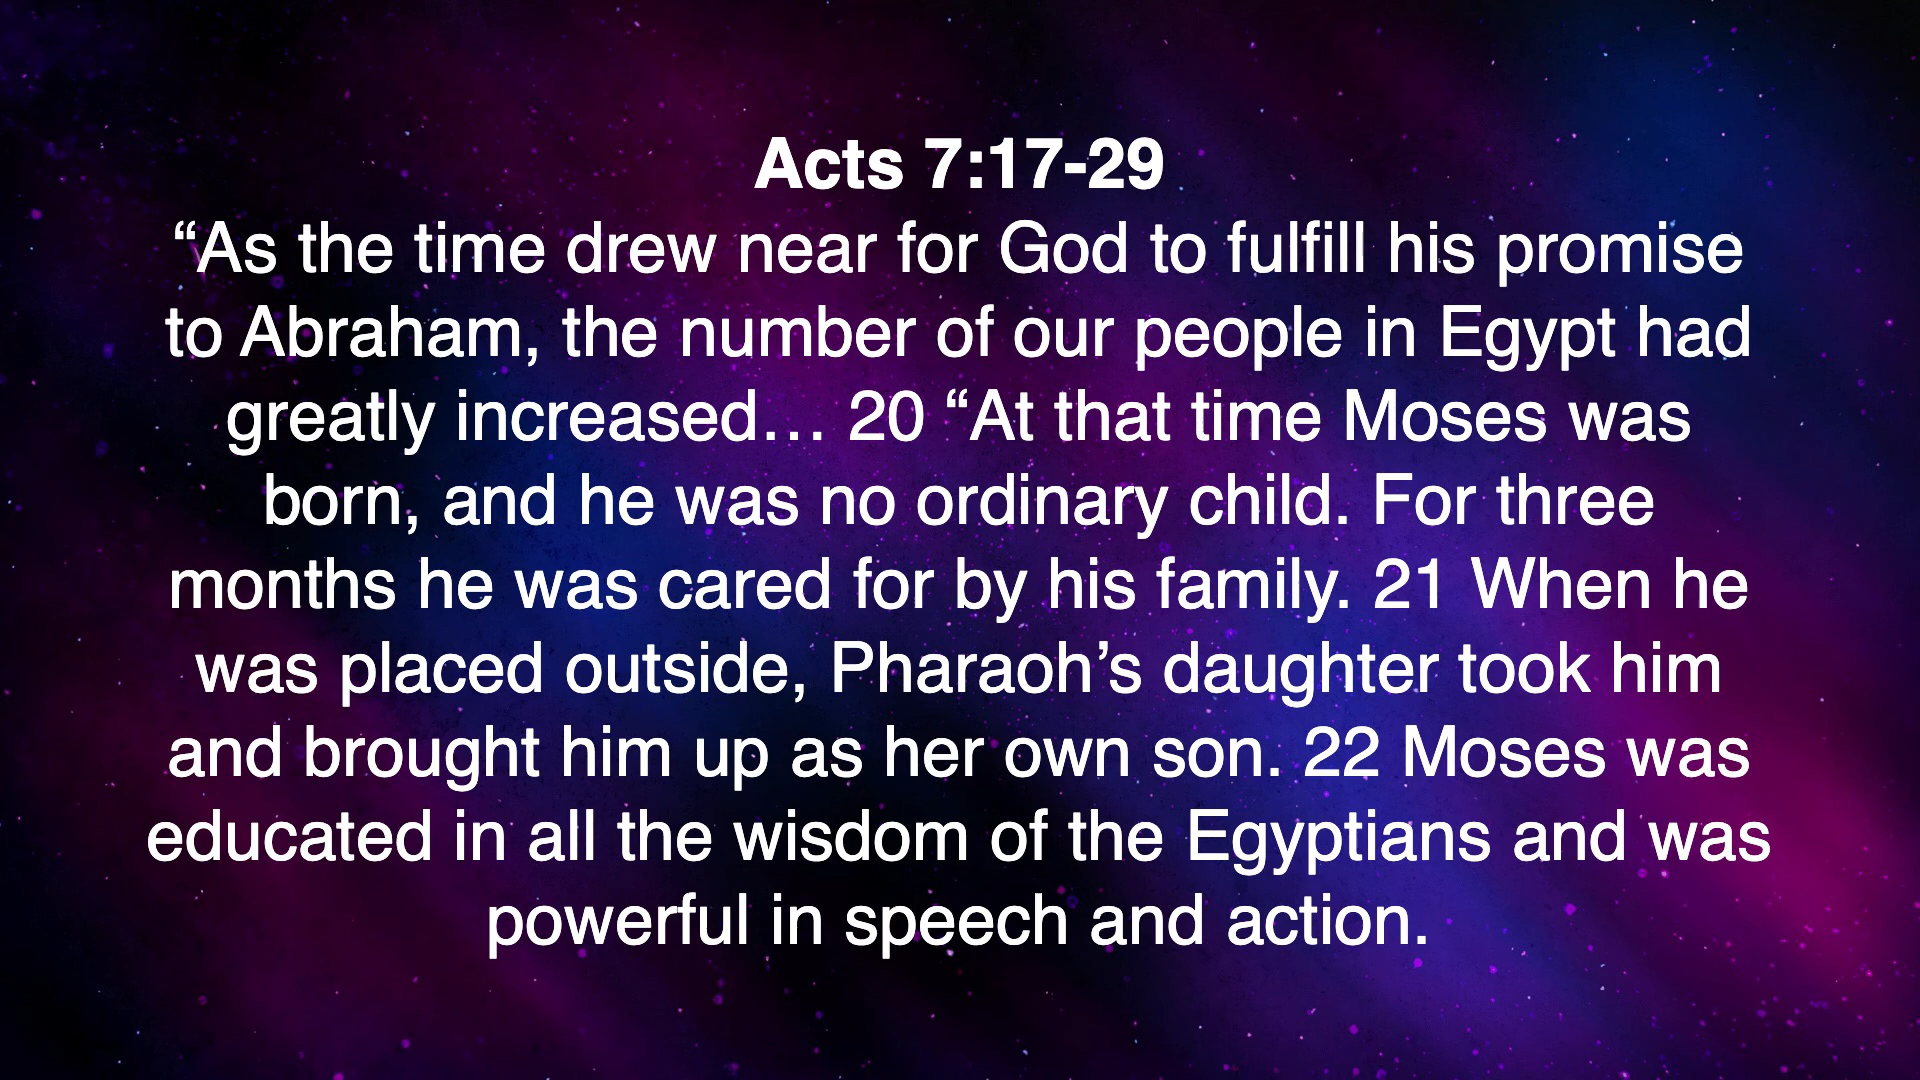 Acts 7:17-29
“As the time drew near for God to fulfill his promise
to Abraham, the number of our people in Egypt had
greatly increased… 20 “At that time Moses was
born, and he was no ordinary child. For three
months he was cared for by his family. 21 When he
was placed outside, Pharaoh’s daughter took him
and brought him up as her own son. 22 Moses was
educated in all the wisdom of the Egyptians and was
powerful in speech and action.